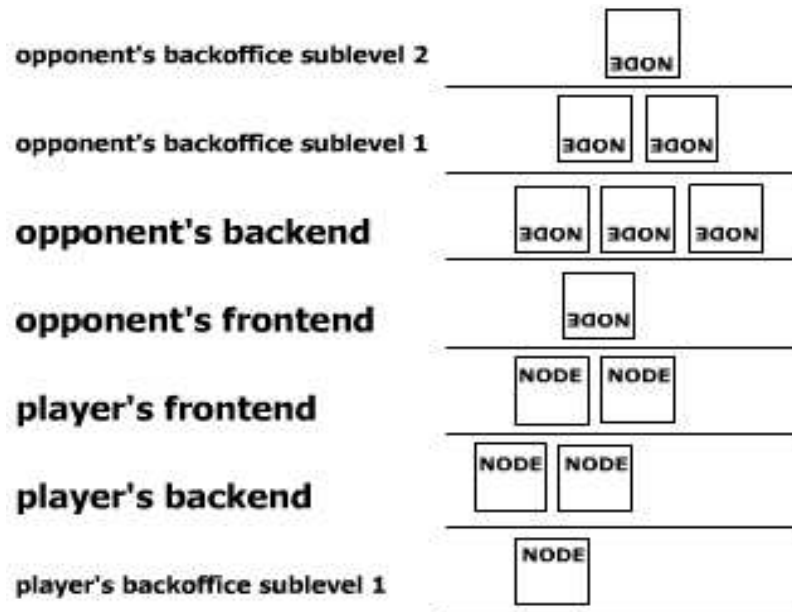 opponent's backoffice sublevel 2
NODE
opponent's backoffice sublevel 1
NODE NODE
opponent's backend
NODE NODE NODE
opponent's frontend
NODE
player's frontend
NODE NODE
player's backend
NODE NODE
player's backoffice sublevel 1
NODE